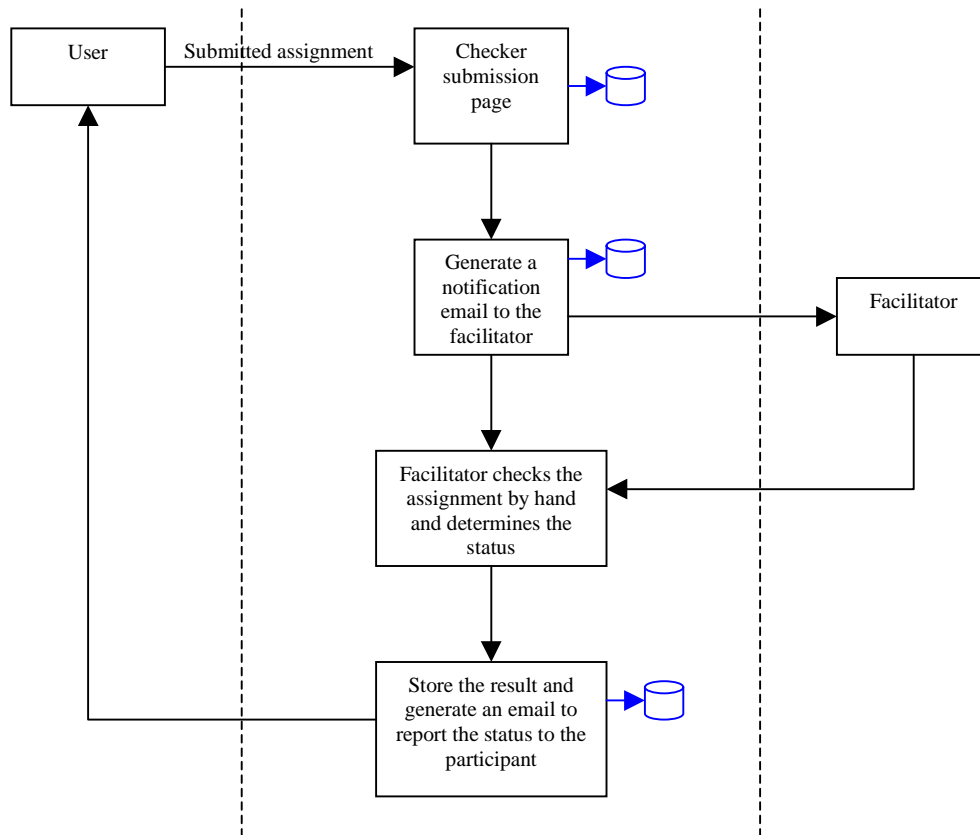 User
Submitted assignment
Checker
submission
page
Generate a
notification
email to the
facilitator
Facilitator
Facilitator checks the
assignment by hand
and determines the
status
Store the result and
generate an email to
report the status to the
participant